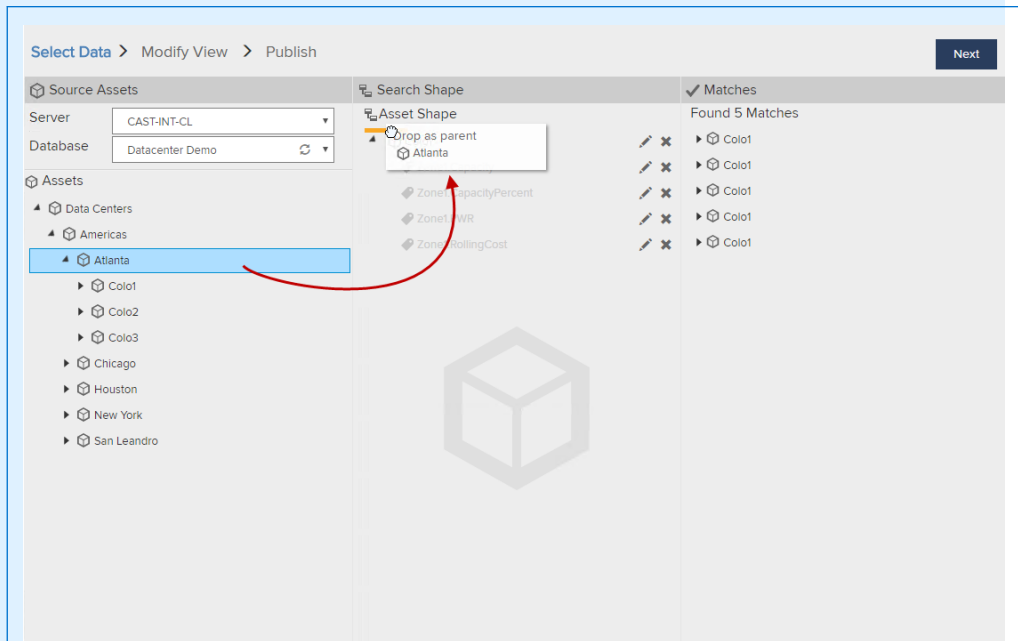 Select Data > Modify View > Publish
Next
Source Assets
Server
CAST-INT-CL
Database
Datacenter Demo
Assets
Data Centers
Americas
Atlanta
Colo1
Colo2
Colo3
Chicago
Houston
New York
San Leandro
Search Shape
Asset Shape
Drop as parent
Atlanta
PWR
RollingCost
Matches
Found 5 Matches
Colo1
Colo1
Colo1
Colo1
Colo1